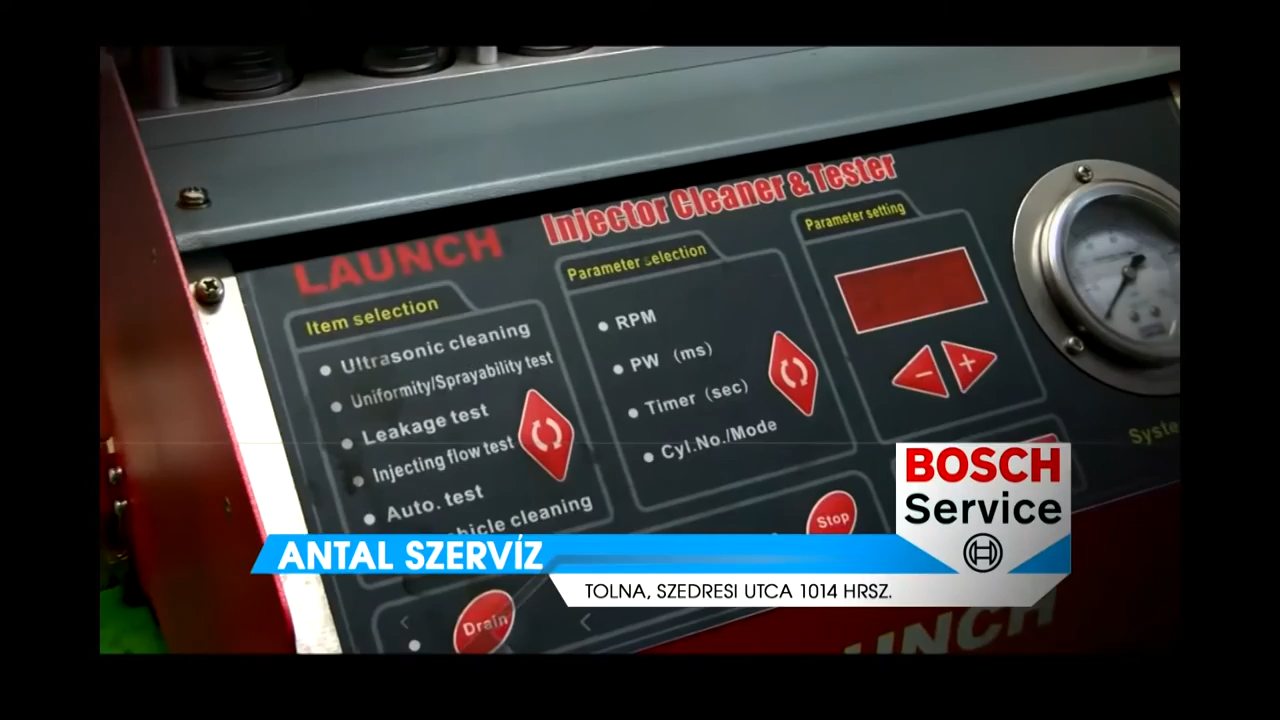 Injector Cleaner & Tester
LAUNCH
Item selection
Ultrasonic cleaning
Uniformity/Sprayability test
Leakage test
Injecting flow test
Auto. test
cleaning
Parameter selection
RPM
PW (ms)
Timer (sec)
Cyl.No./Mode
Parameter setting
- +
Stop
Drain
BOSCH
Service
ANTAL SZERVÍZ
TOLNA, SZEDRESI UTCA 1014 HRSZ.